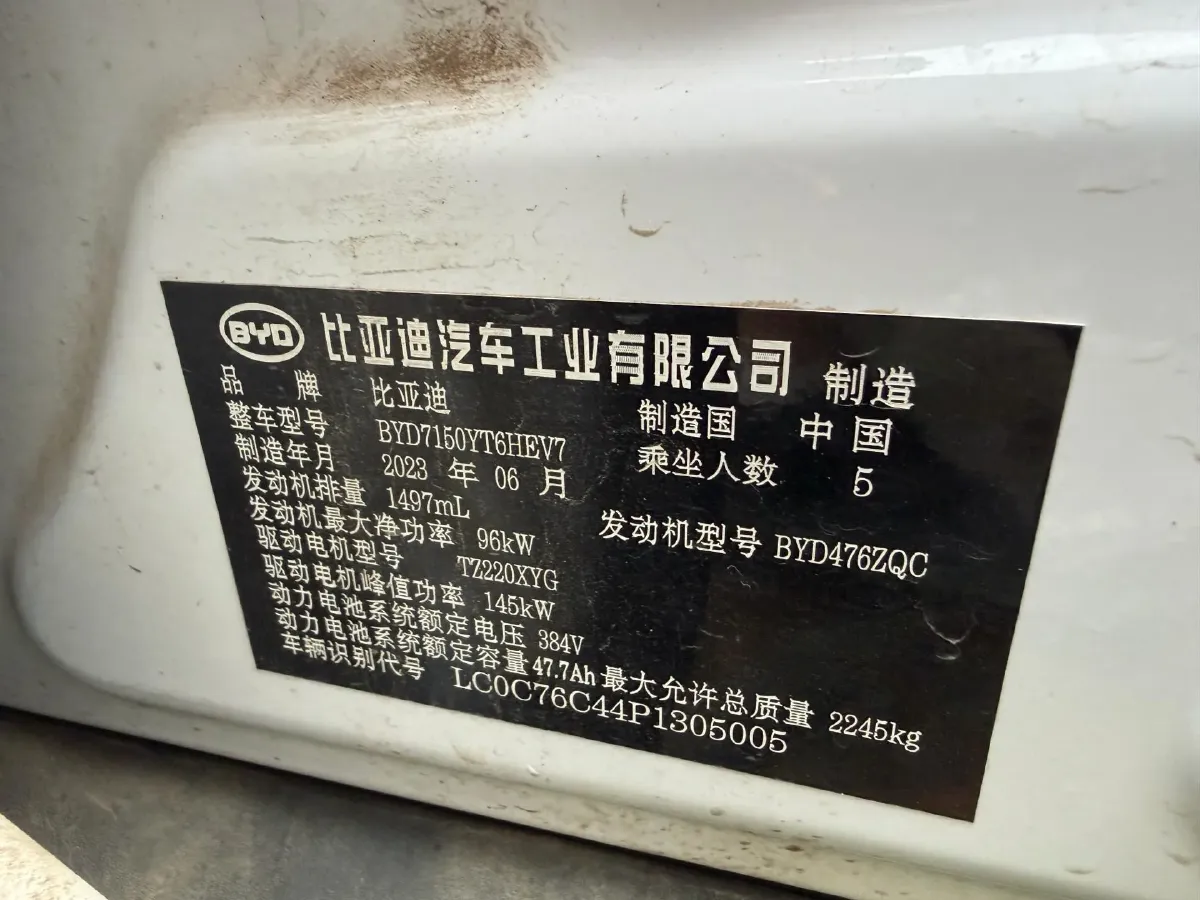 BYD 比亚迪汽车工业有限公司 制造
品牌 比亚迪 制造国 中国
整车型号 BYD7150YT6HEV7 乘坐人数 5
制造年月 2023 年 06 月
发动机排量 1497mL 发动机型号 BYD476ZQC
发动机最大净功率 96kW
驱动电机型号 TZ220XYG
驱动电机峰值功率 145kW
动力电池系统额定电压 384V
动力电池系统额定容量 47.7Ah 最大允许总质量 2245kg
车辆识别代号 LC0C76C44P1305005